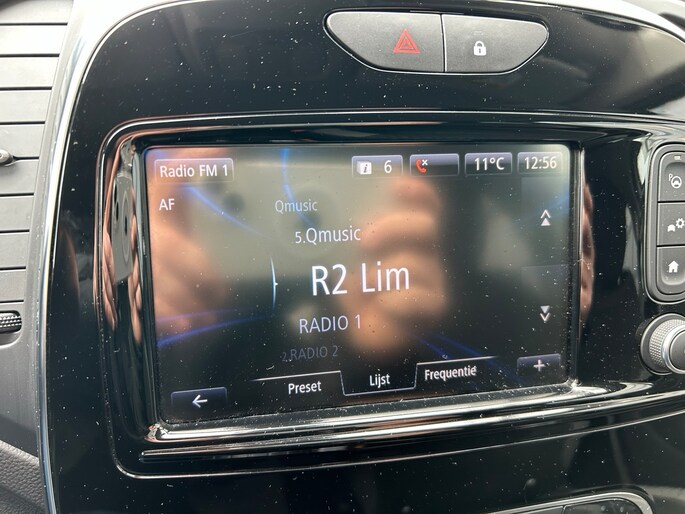 Radio FM 1
6
11°C
12:56
AF
Qmusic
5.Qmusic
R2 Lim
RADIO 1
2.RADIO 2
Preset
Lijst
Frequentie
+